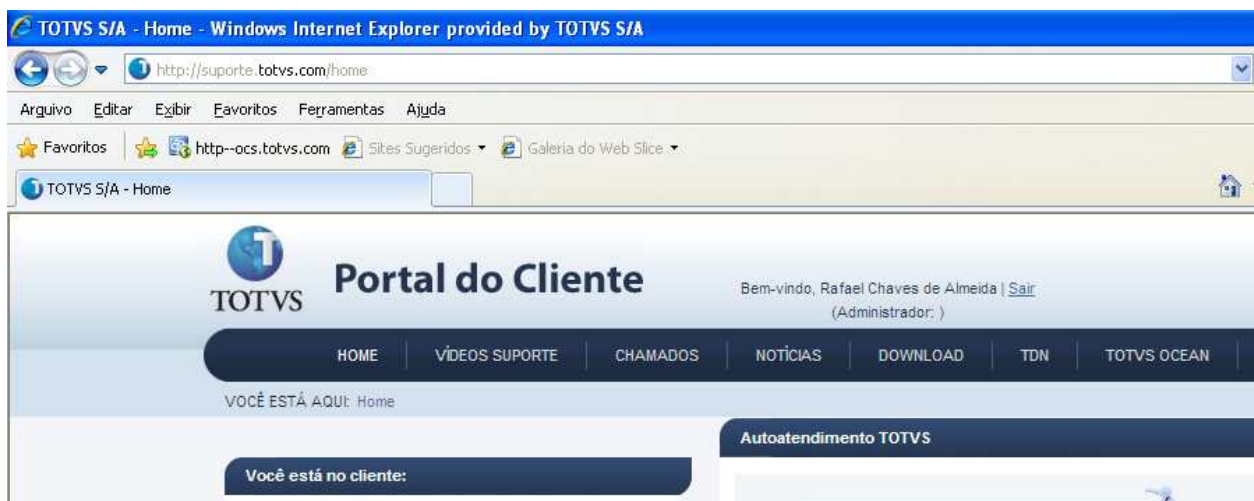 TOTVS S/A - Home - Windows Internet Explorer provided by TOTVS S/A
http://suporte.totvs.com/home
Arquivo Editar Exibir Favoritos Ferramentas Ajuda
Favoritos http--ocs.totvs.com Sites Sugeridos Galeria do Web Slice
TOTVS S/A - Home
TOTVS
Portal do Cliente
Bem-vindo, Rafael Chaves de Almeida | Sair
(Administrador: )
HOME VÍDEOS SUPORTE CHAMADOS NOTÍCIAS DOWNLOAD TDN TOTVS OCEAN
VOCÊ ESTÁ AQUI: Home
Autoatendimento TOTVS
Você está no cliente: